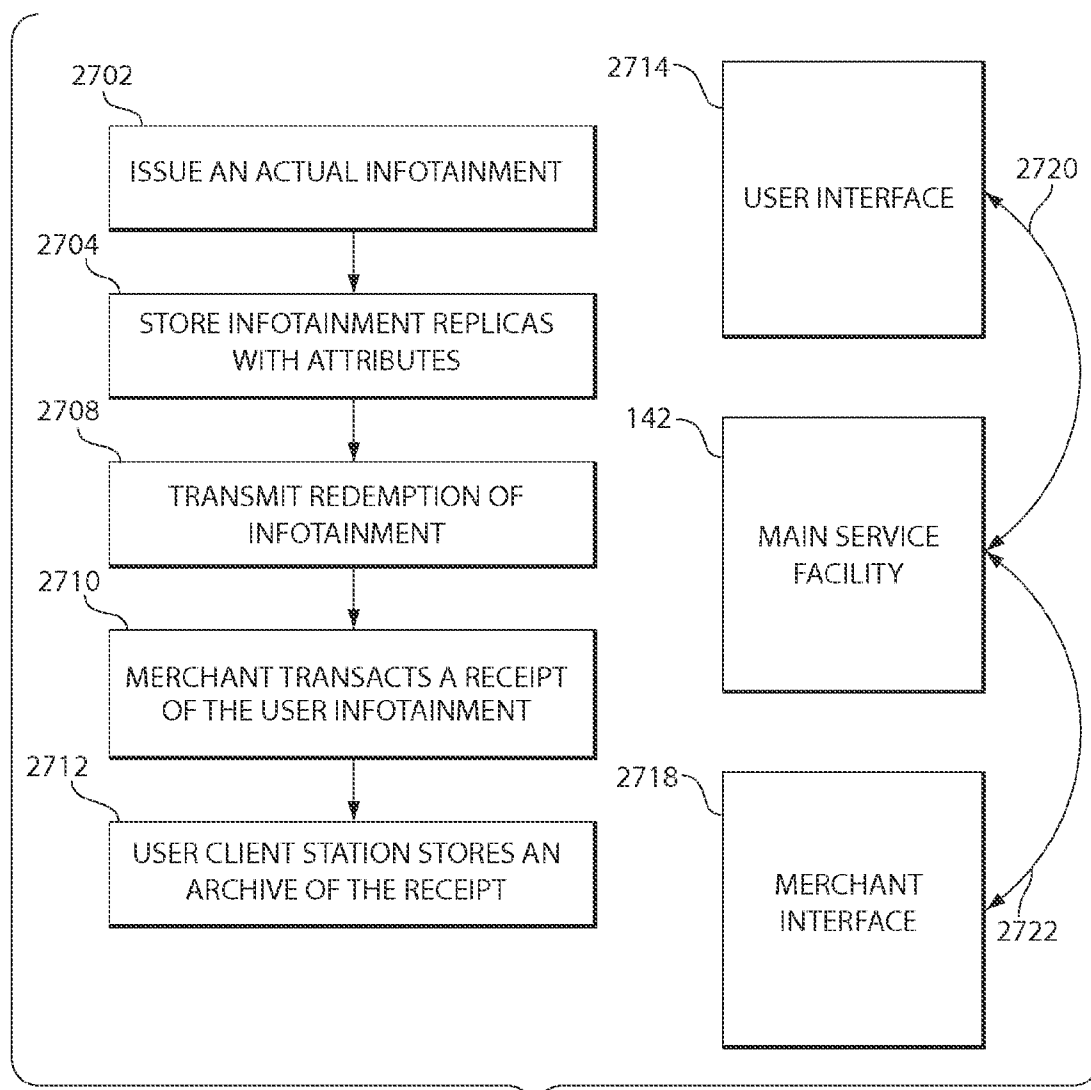 2702
ISSUE AN ACTUAL INFOTAINMENT
2704
STORE INFOTAINMENT REPLICAS
WITH ATTRIBUTES
2708
TRANSMIT REDEMPTION OF
INFOTAINMENT
2710
MERCHANT TRANSACTS A RECEIPT
OF THE USER INFOTAINMENT
2712
USER CLIENT STATION STORES AN
ARCHIVE OF THE RECEIPT
2714
USER INTERFACE
2720
142
MAIN SERVICE
FACILITY
2718
MERCHANT
INTERFACE
2722